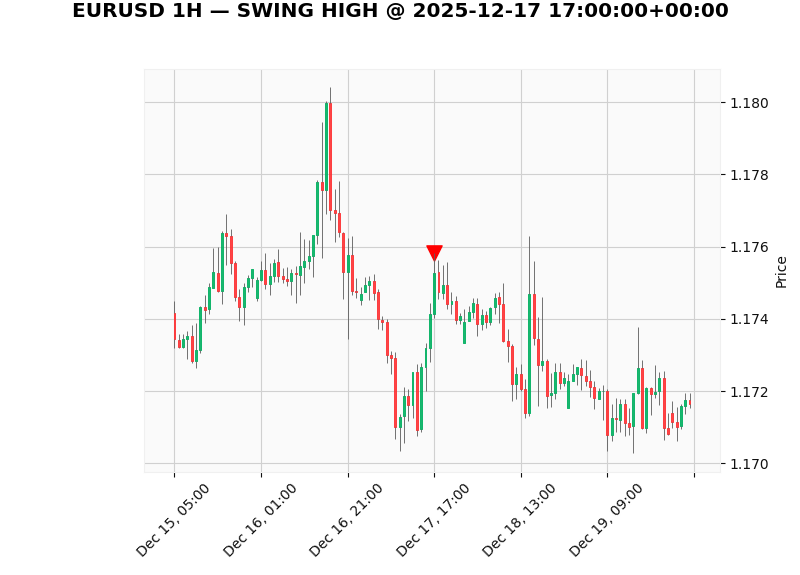 EURUSD 1H — SWING HIGH @ 2025-12-17 17:00:00+00:00
1.180
1.178
1.176
1.174
1.172
1.170
Price
Dec 15, 05:00
Dec 16, 01:00
Dec 16, 21:00
Dec 17, 17:00
Dec 18, 13:00
Dec 19, 09:00